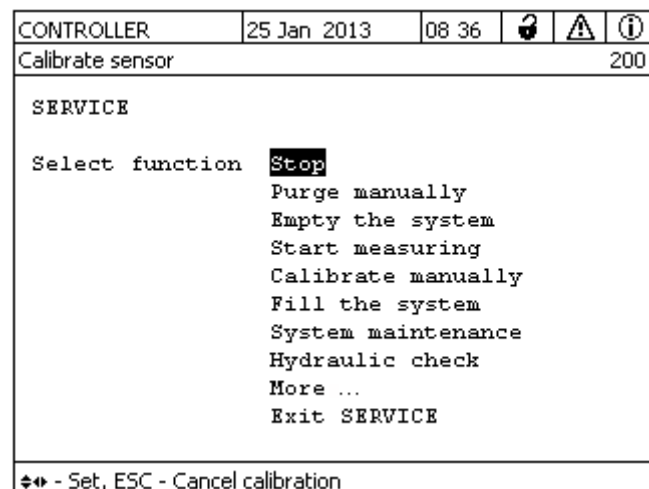 CONTROLLER 25 Jan 2013 08 36
Calibrate sensor 200
SERVICE
Select function Stop
Purge manually
Empty the system
Start measuring
Calibrate manually
Fill the system
System maintenance
Hydraulic check
More ...
Exit SERVICE
- Set, ESC - Cancel calibration